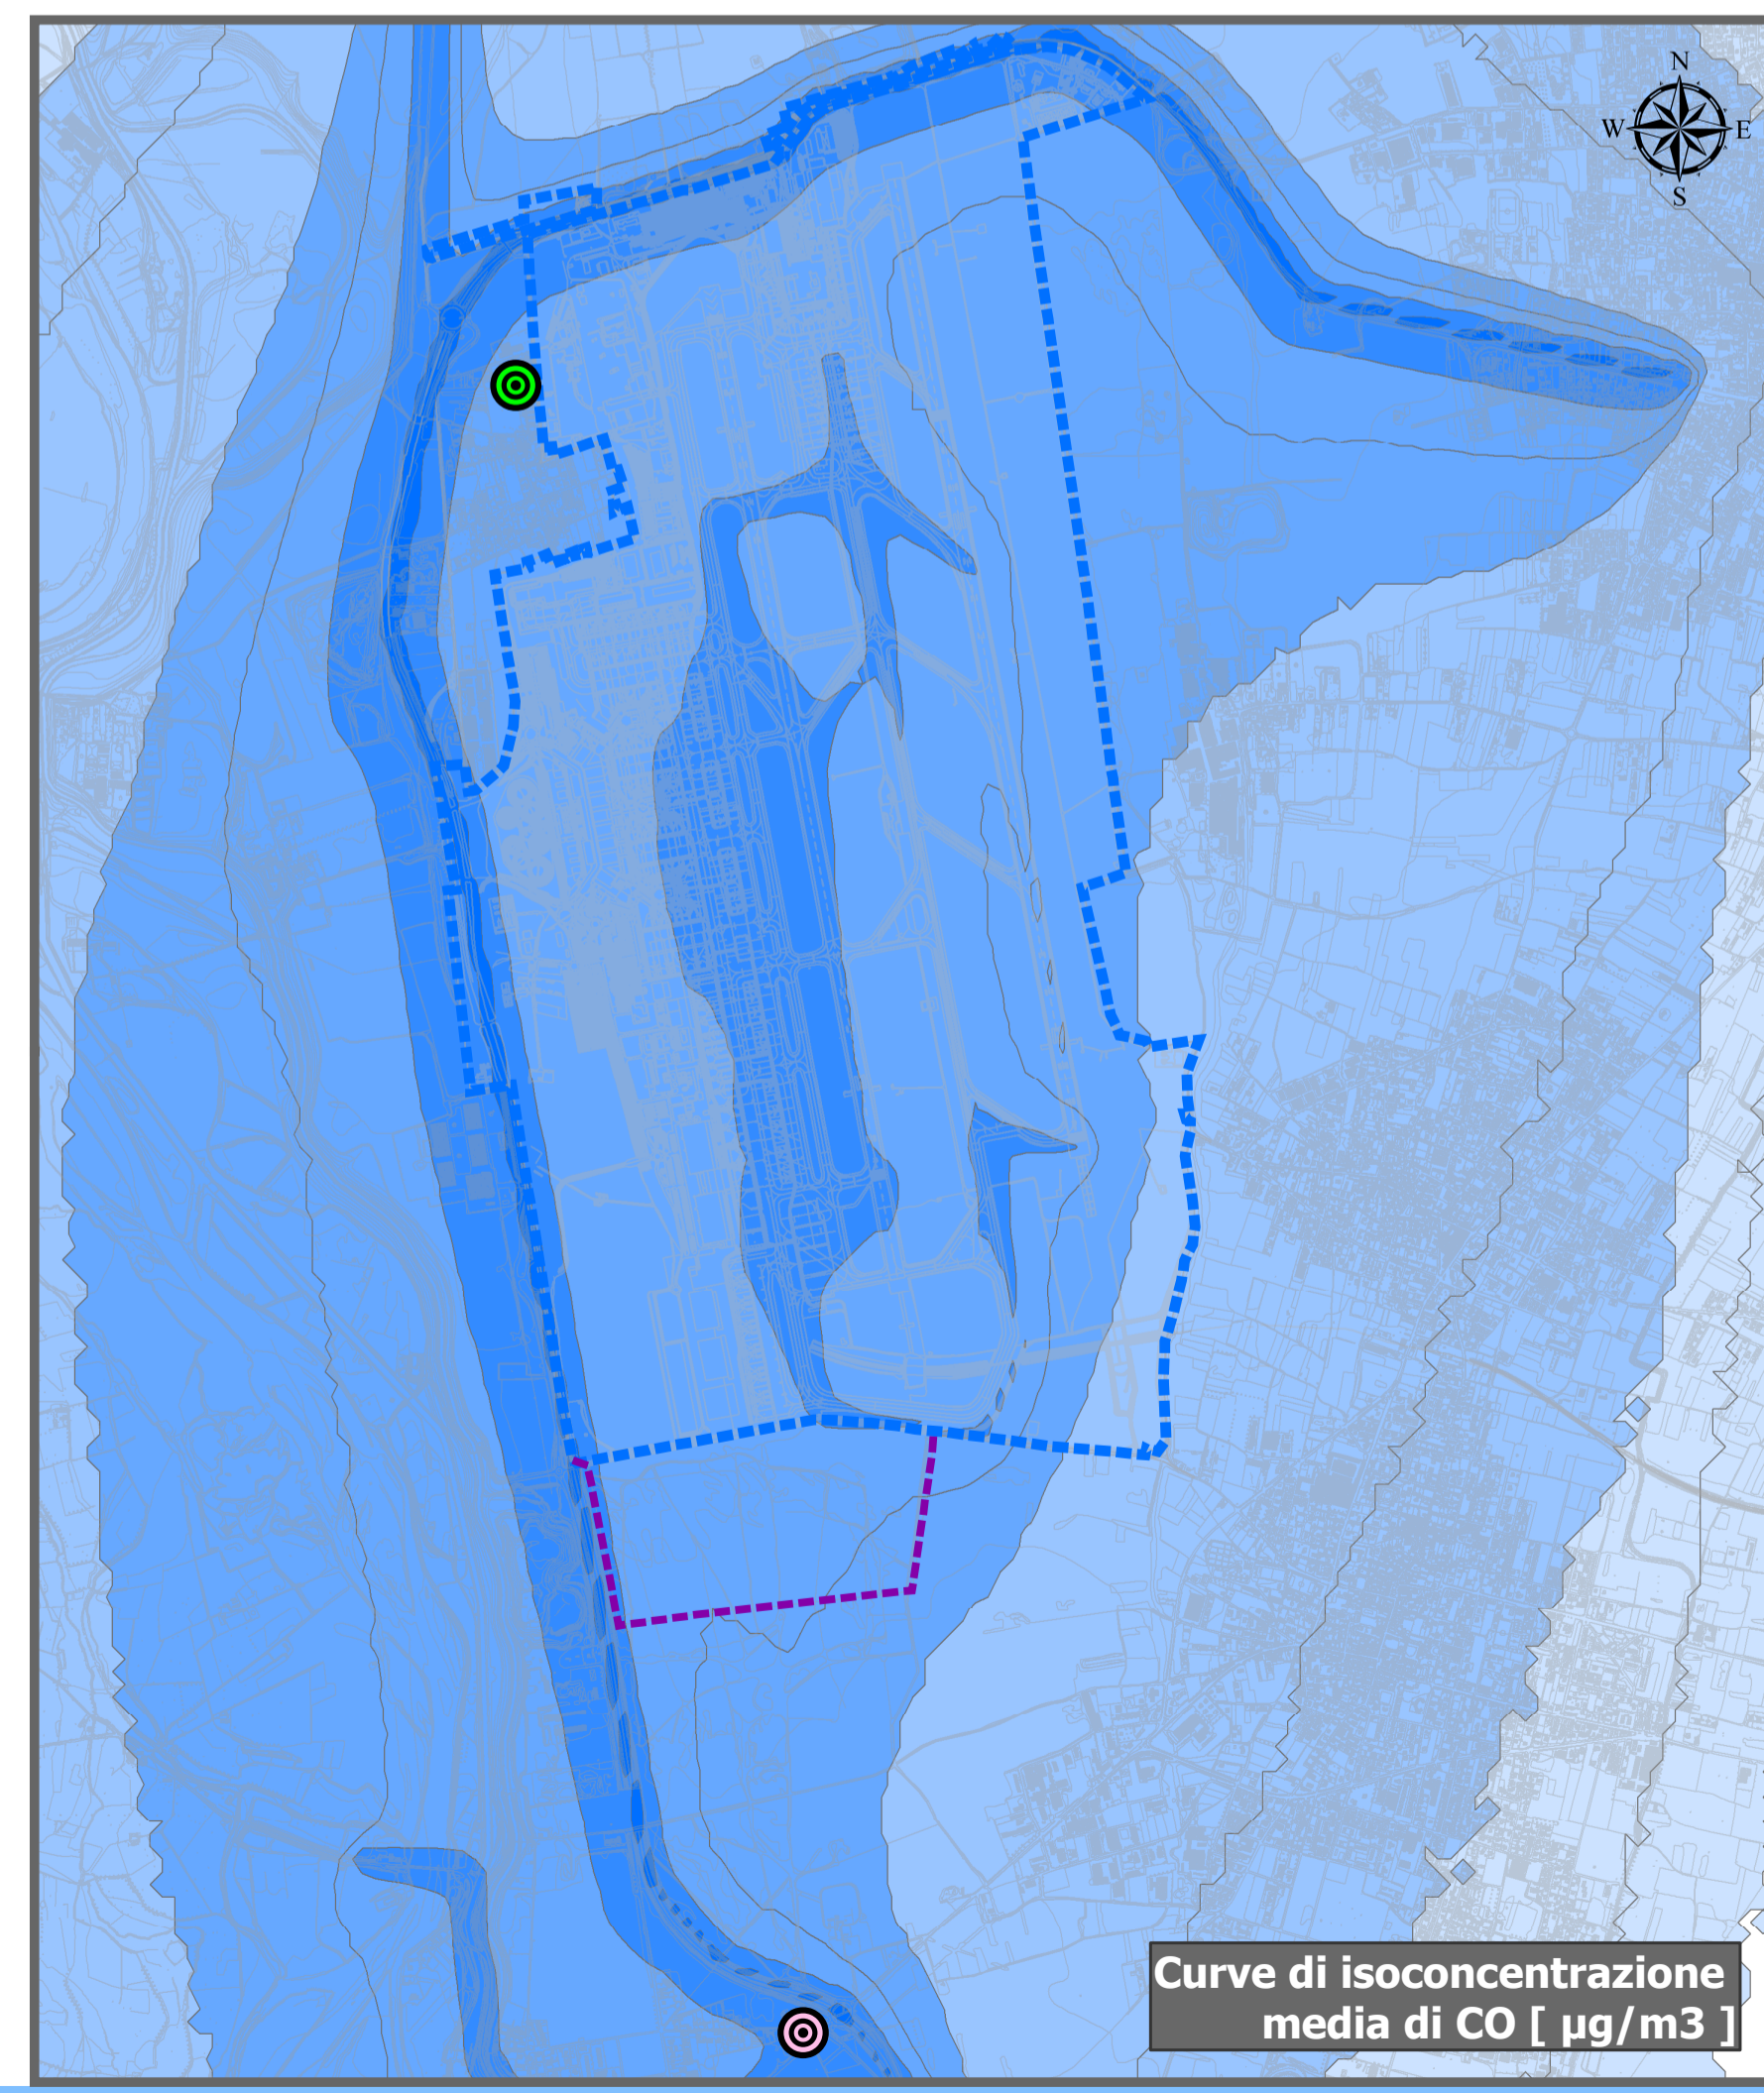 N
W E
S
Curve di isoconcentrazione
media di CO [ µg/m3 ]